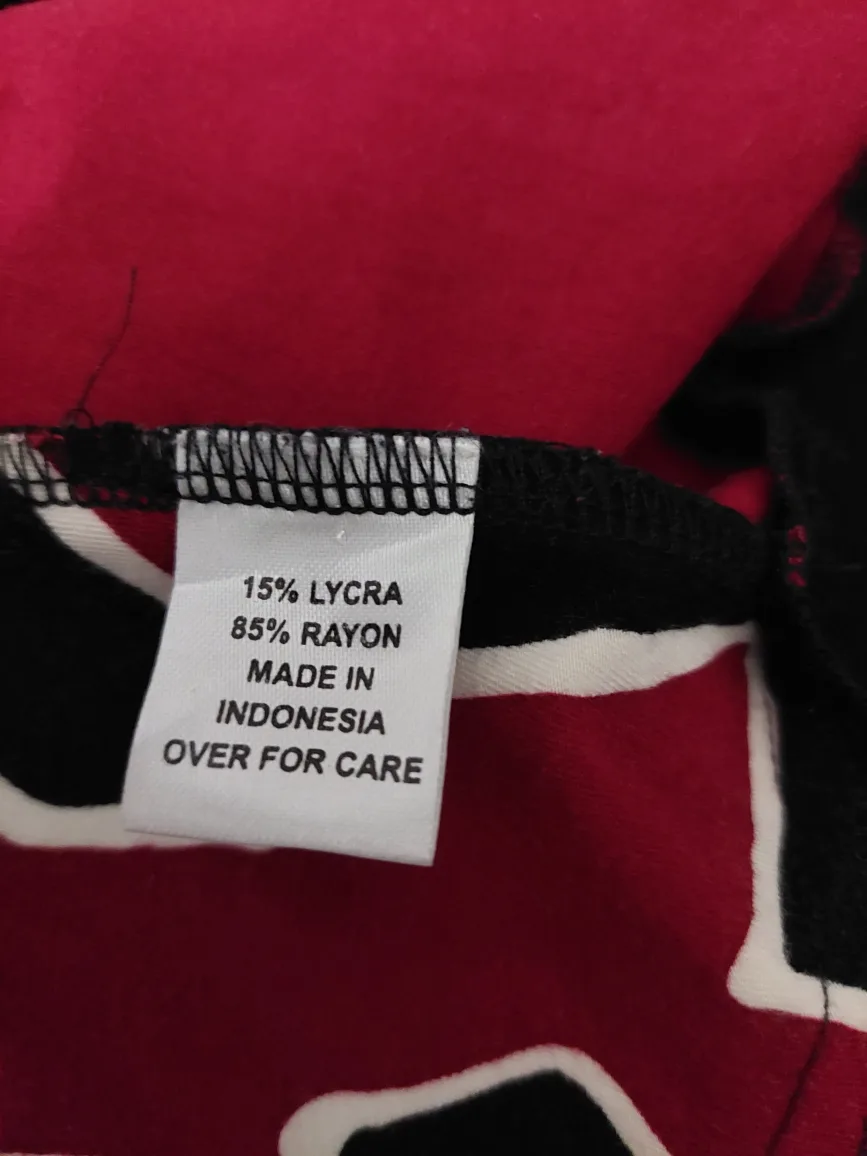 15% LYCRA
85% RAYON
MADE IN
INDONESIA
OVER FOR CARE